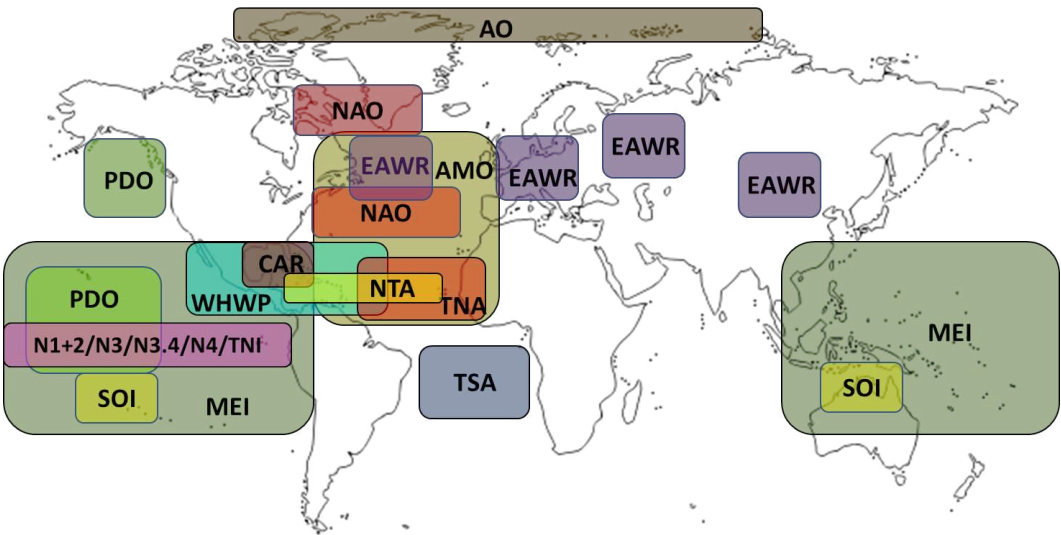 AO
NAO
EAWR
EAWR
AMO
PDO
EAWR
EAWR
NAO
CAR
NTA
WHWP
TNA
PDO
MEI
N1+2/N3/N3.4/N4/TNI
TSA
SOI
SOI
MEI